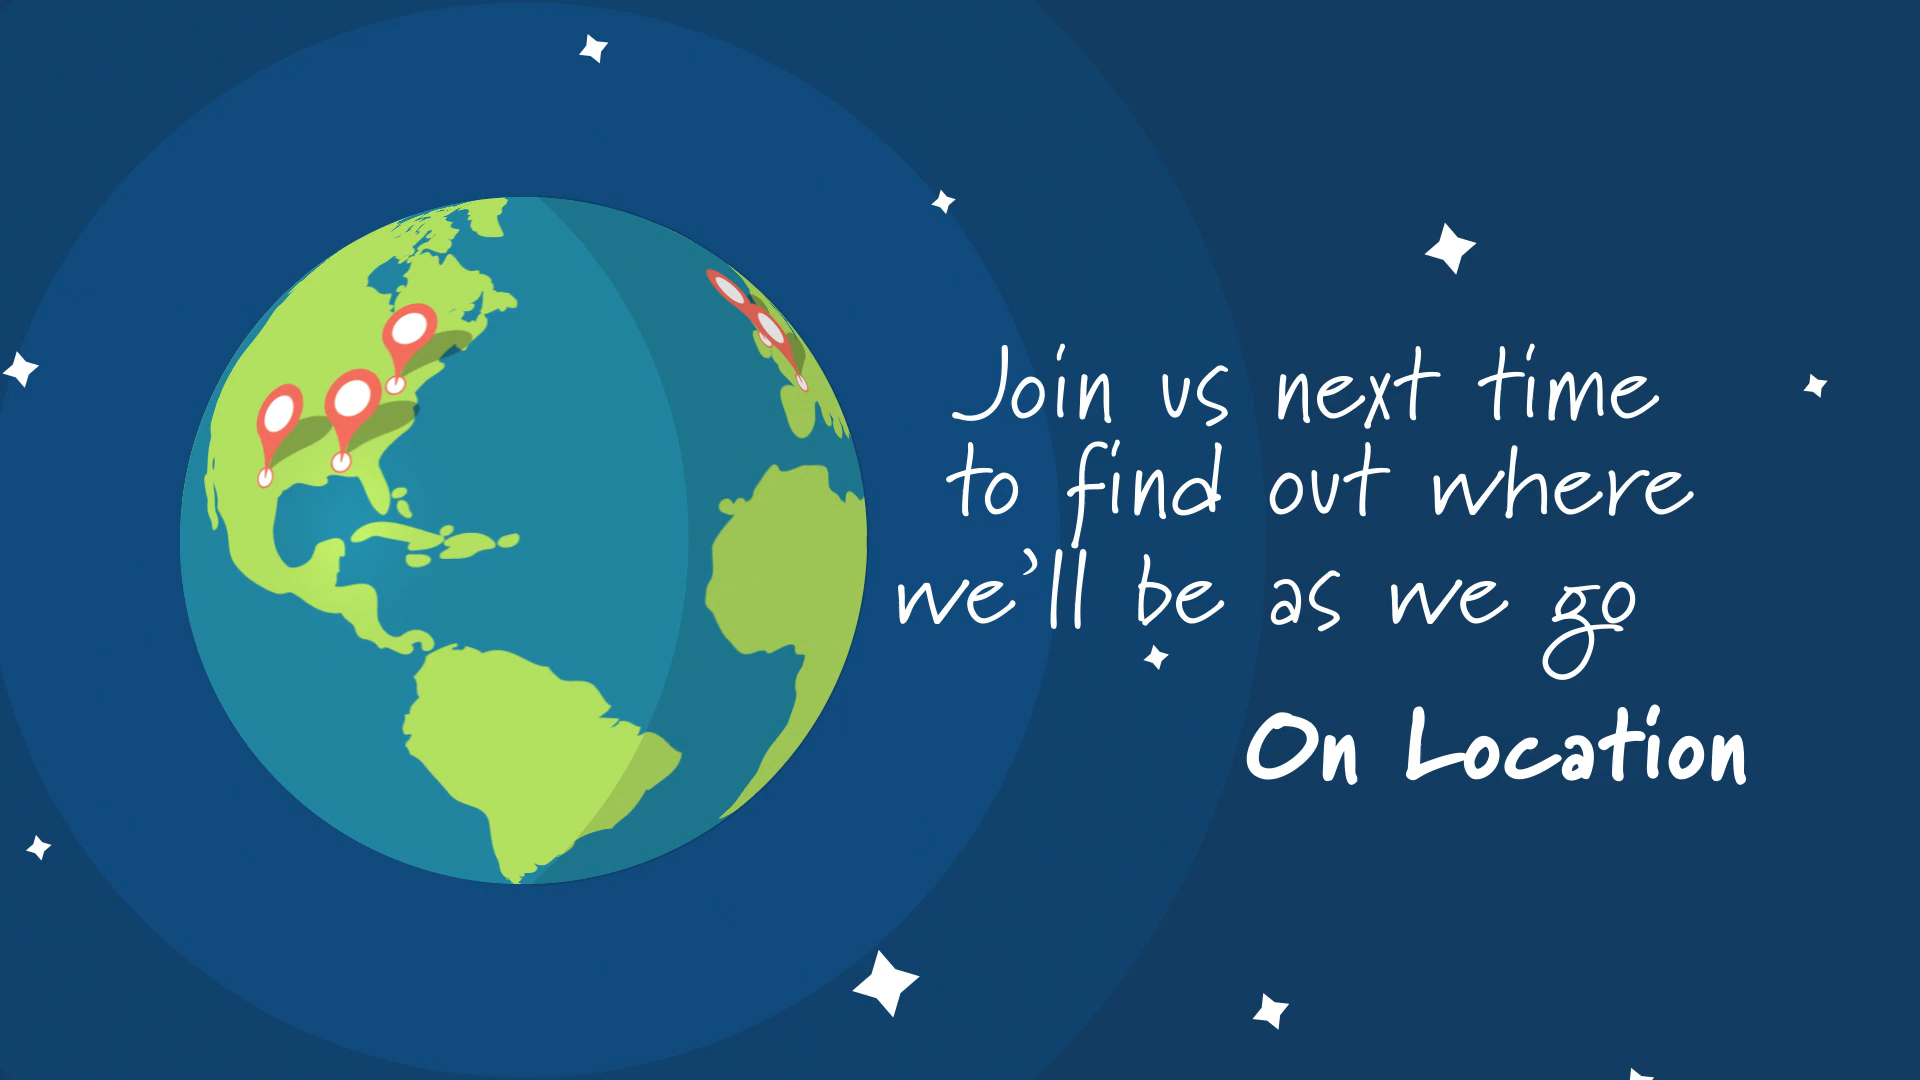 Join us next time
to find out where
we'll be as we go
On Location